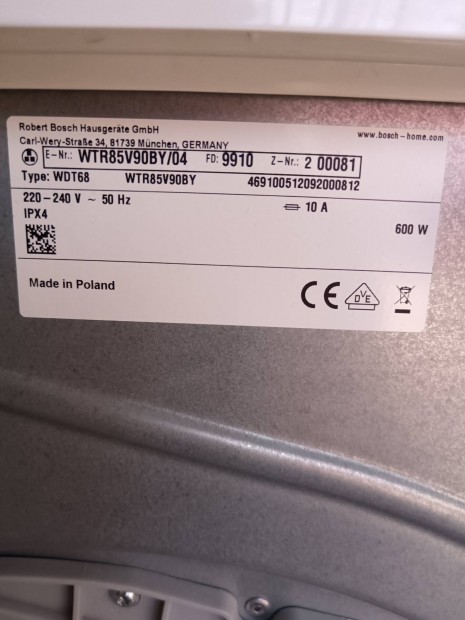 Robert Bosch Hausgeräte GmbH
www.bosch-home.com
Carl-Wery-Straße 34, 81739 München, GERMANY
E-Nr.: WTR85V90BY/04 FD: 9910 Z-Nr.: 2 00081
Type: WDT68 WTR85V90BY 469100512092000812
220-240 V ~ 50 Hz 10 A
IPX4 600 W
Made in Poland
CE DVE